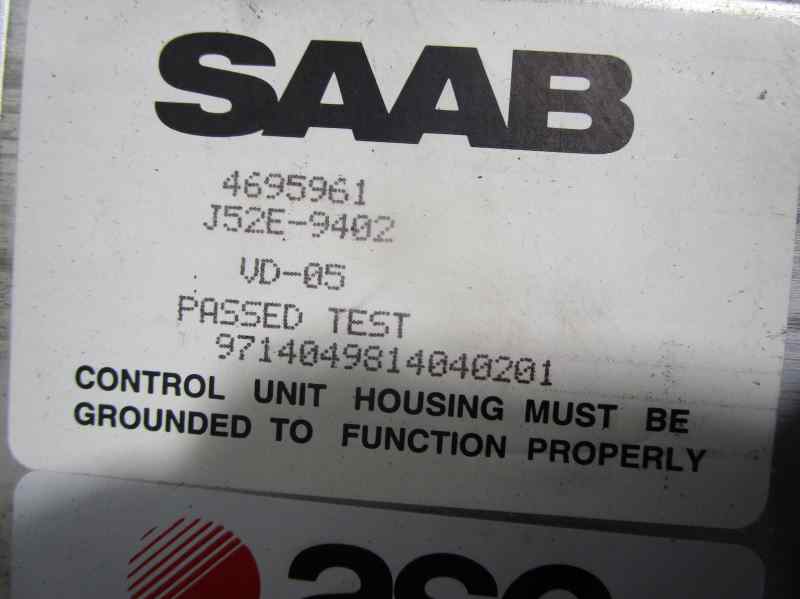 SAAB
4695961
J52E-9402
VD-05
PASSED TEST
9714049814040201
CONTROL UNIT HOUSING MUST BE
GROUNDED TO FUNCTION PROPERLY